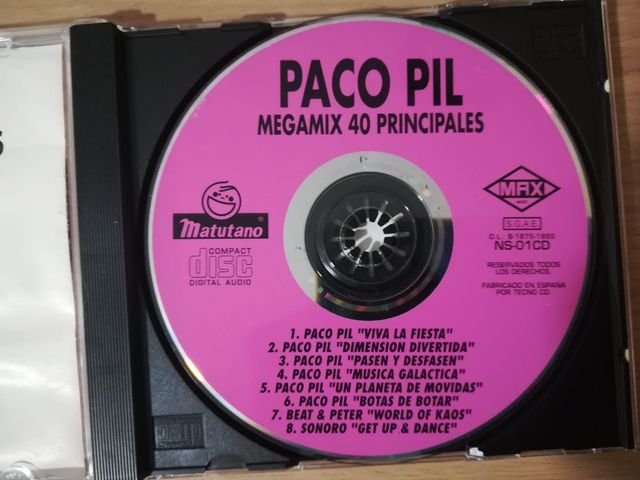 PACO PIL
MEGAMIX 40 PRINCIPALES
matutano ®
COMPACT
disc
DIGITAL AUDIO
MAX
MUSIC
S.G.A.E.
D.L.: B-1875-1995
NS-01CD
RESERVADOS TODOS
LOS DERECHOS.
FABRICADO EN ESPAÑA
POR TECNO CD.
1. PACO PIL "VIVA LA FIESTA"
2. PACO PIL "DIMENSION DIVERTIDA"
3. PACO PIL "PASEN Y DESFASEN"
4. PACO PIL "MUSICA GALACTICA"
5. PACO PIL "UN PLANETA DE MOVIDAS"
6. PACO PIL "BOTAS DE BOTAR"
7. BEAT & PETER "WORLD OF KAOS"
8. SONORO "GET UP & DANCE"